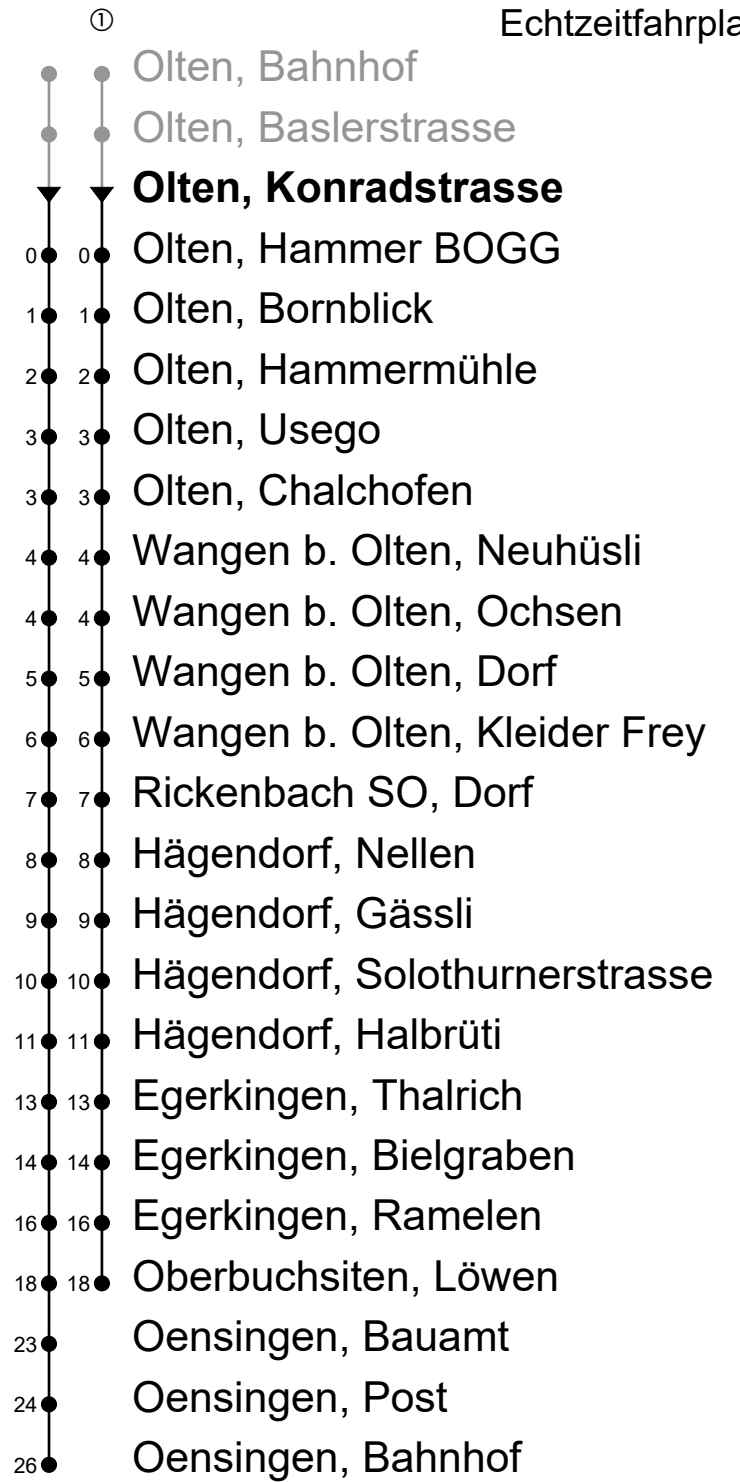 ① Echtzeitfahrpla
Olten, Bahnhof
Olten, Baslerstrasse
Olten, Konradstrasse
0 0 Olten, Hammer BOGG
1 1 Olten, Bornblick
2 2 Olten, Hammermühle
3 3 Olten, Usego
3 3 Olten, Chalchofen
4 4 Wangen b. Olten, Neuhüsli
4 4 Wangen b. Olten, Ochsen
5 5 Wangen b. Olten, Dorf
6 6 Wangen b. Olten, Kleider Frey
7 7 Rickenbach SO, Dorf
8 8 Hägendorf, Nellen
9 9 Hägendorf, Gässli
10 10 Hägendorf, Solothurnerstrasse
11 11 Hägendorf, Halbrüti
13 13 Egerkingen, Thalrich
14 14 Egerkingen, Bielgraben
16 16 Egerkingen, Ramelen
18 18 Oberbuchsiten, Löwen
23 Oensingen, Bauamt
24 Oensingen, Post
26 Oensingen, Bahnhof